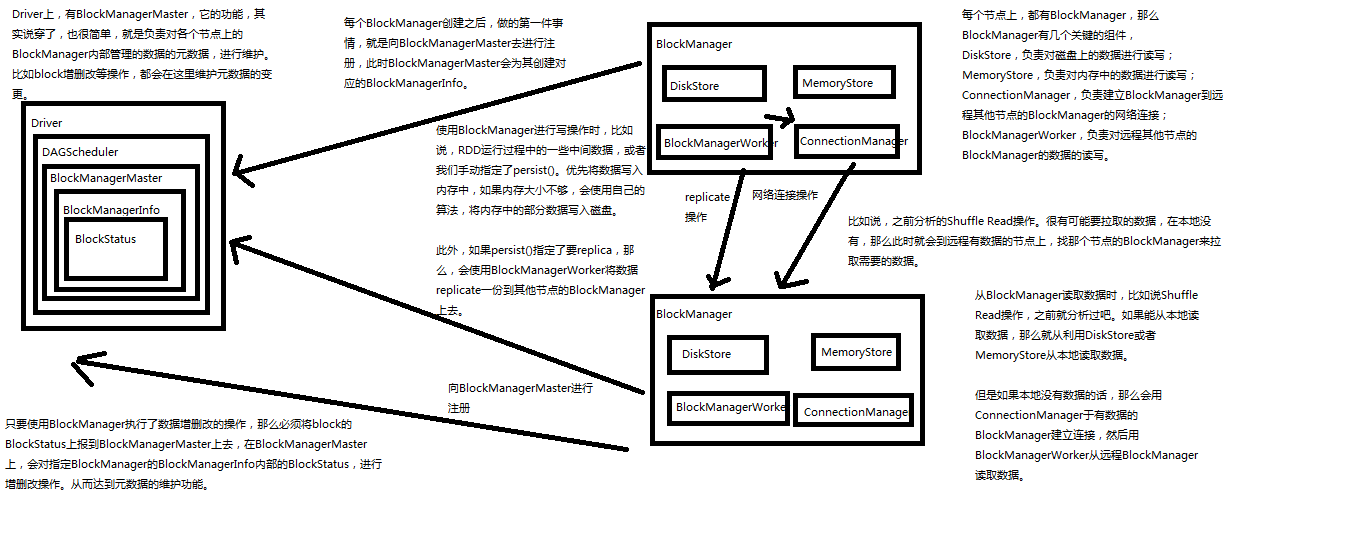 Driver上，有BlockManagerMaster，它的功能，其
实说穿了，也很简单，就是负责对各个节点上的
BlockManager内部管理的数据的元数据，进行维护。
比如block增删改等操作，都会在这里维护元数据的变
更。
每个BlockManager创建之后，做的第一件事
情，就是向BlockManagerMaster去进行注
册，此时BlockManagerMaster会为其创建对
应的BlockManagerInfo。
BlockManager
DiskStore
MemoryStore
BlockManagerWorker
ConnectionManager
每个节点上，都有BlockManager，那么
BlockManager有几个关键的组件，
DiskStore，负责对磁盘上的数据进行读写；
MemoryStore，负责对内存中的数据进行读写；
ConnectionManager，负责建立BlockManager到远
程其他节点的BlockManager的网络连接；
BlockManagerWorker，负责对远程其他节点的
BlockManager的数据的读写。
Driver
DAGScheduler
BlockManagerMaster
BlockManagerInfo
BlockStatus
使用BlockManager进行写操作时，比如
说，RDD运行过程中的一些中间数据，或者
我们手动指定了persist()。优先将数据写入
内存中，如果内存大小不够，会使用自己的
算法，将内存中的部分数据写入磁盘。
此外，如果persist()指定了要replica，那
么，会使用BlockManagerWorker将数据
replicate一份到其他节点的BlockManager
上去。
replicate
操作
网络连接操作
比如说，之前分析的Shuffle Read操作。很有可能要拉取的数据，在本地没
有，那么此时就会到远程有数据的节点上，找那个节点的BlockManager来拉
取需要的数据。
BlockManager
DiskStore
MemoryStore
BlockManagerWorke
ConnectionManager
从BlockManager读取数据时，比如说Shuffle
Read操作，之前就分析过吧。如果能从本地读
取数据，那么就从利用DiskStore或者
MemoryStore从本地读取数据。
但是如果本地没有数据的话，那么会用
ConnectionManager于有数据的
BlockManager建立连接，然后用
BlockManagerWorker从远程BlockManager
读取数据。
向BlockManagerMaster进行
注册
只要使用BlockManager执行了数据增删改的操作，那么必须将block的
BlockStatus上报到BlockManagerMaster上去，在BlockManagerMaster
上，会对指定BlockManager的BlockManagerInfo内部的BlockStatus，进行
增删改操作。从而达到元数据的维护功能。